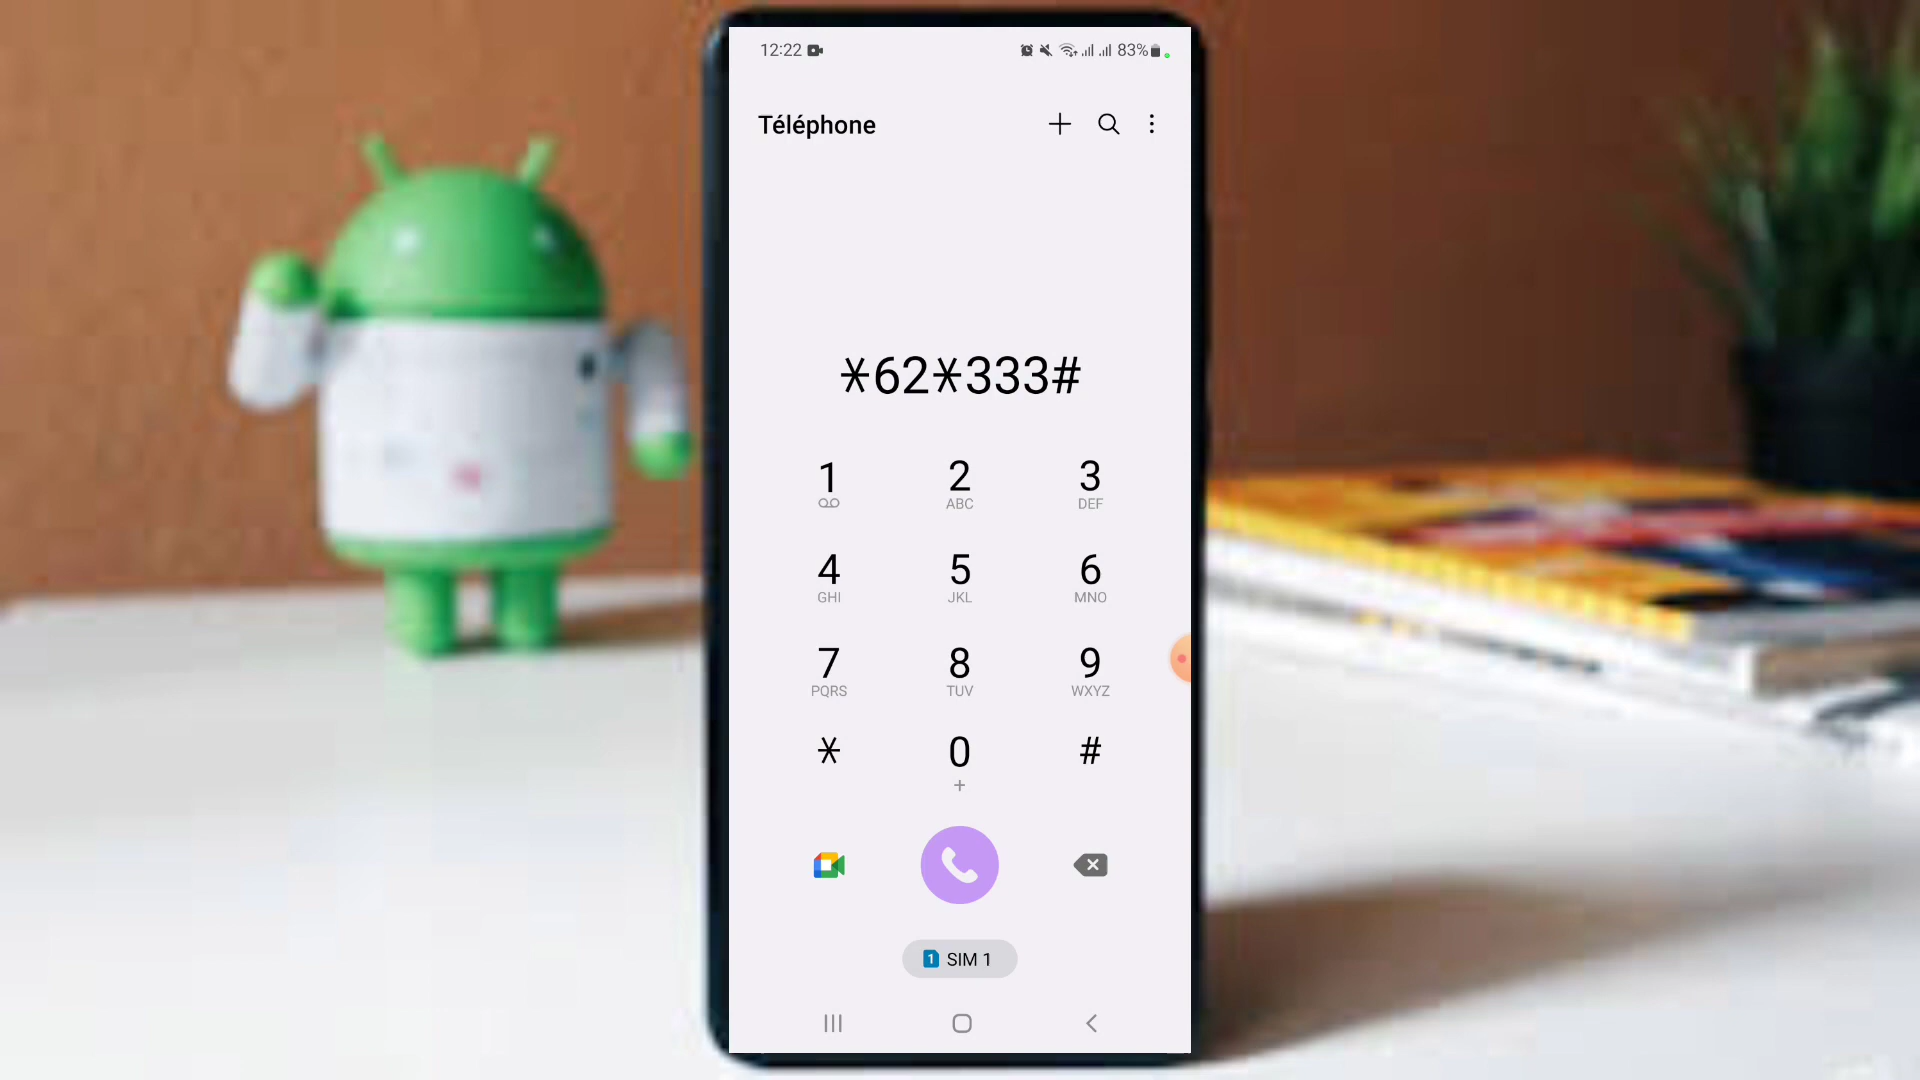 12:22 83%
Téléphone
*62*333#
1 2 3
ABC DEF
4 5 6
GHI JKL MNO
7 8 9
PQRS TUV WXYZ
* 0 #
+
1 SIM 1